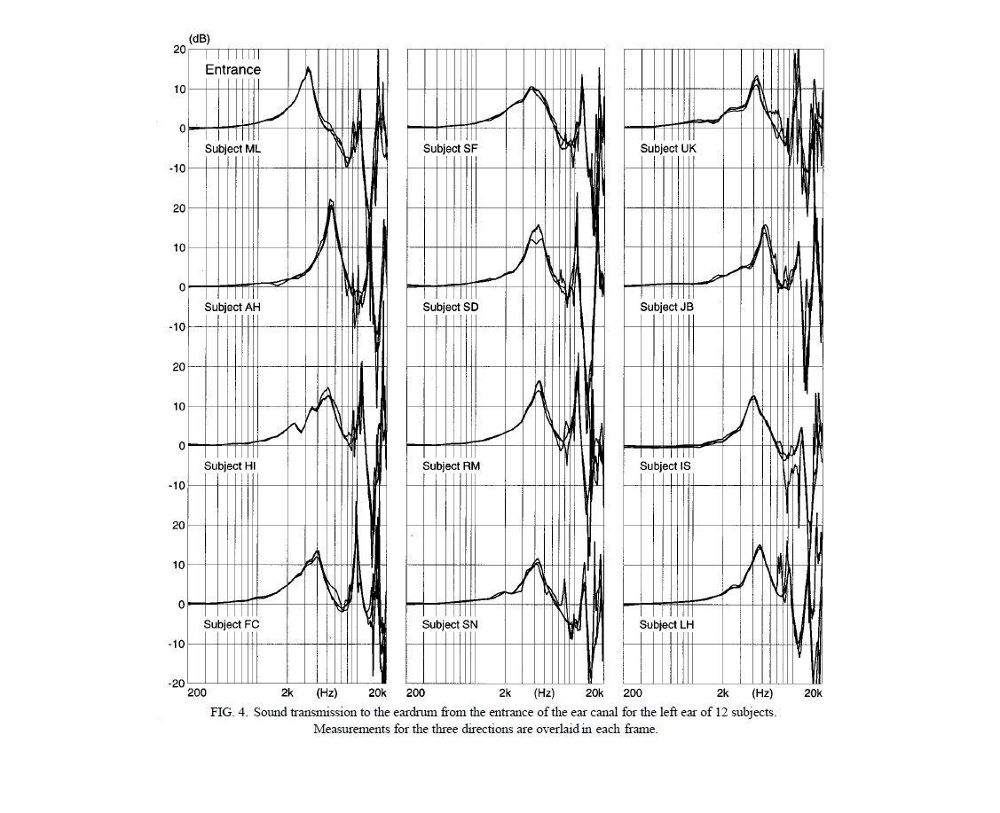 (dB)
20
Entrance
10
0
Subject ML
Subject SF
Subject UK
-10
20
10
0
Subject AH
Subject SD
Subject JB
-10
20
10
0
Subject HI
Subject RM
Subject IS
-10
20
10
0
Subject FC
Subject SN
Subject LH
-10
-20
200 2k (Hz) 20k 200 2k (Hz) 20k 200 2k (Hz) 20k
FIG. 4. Sound transmission to the eardrum from the entrance of the ear canal for the left ear of 12 subjects.
Measurements for the three directions are overlaid in each frame.